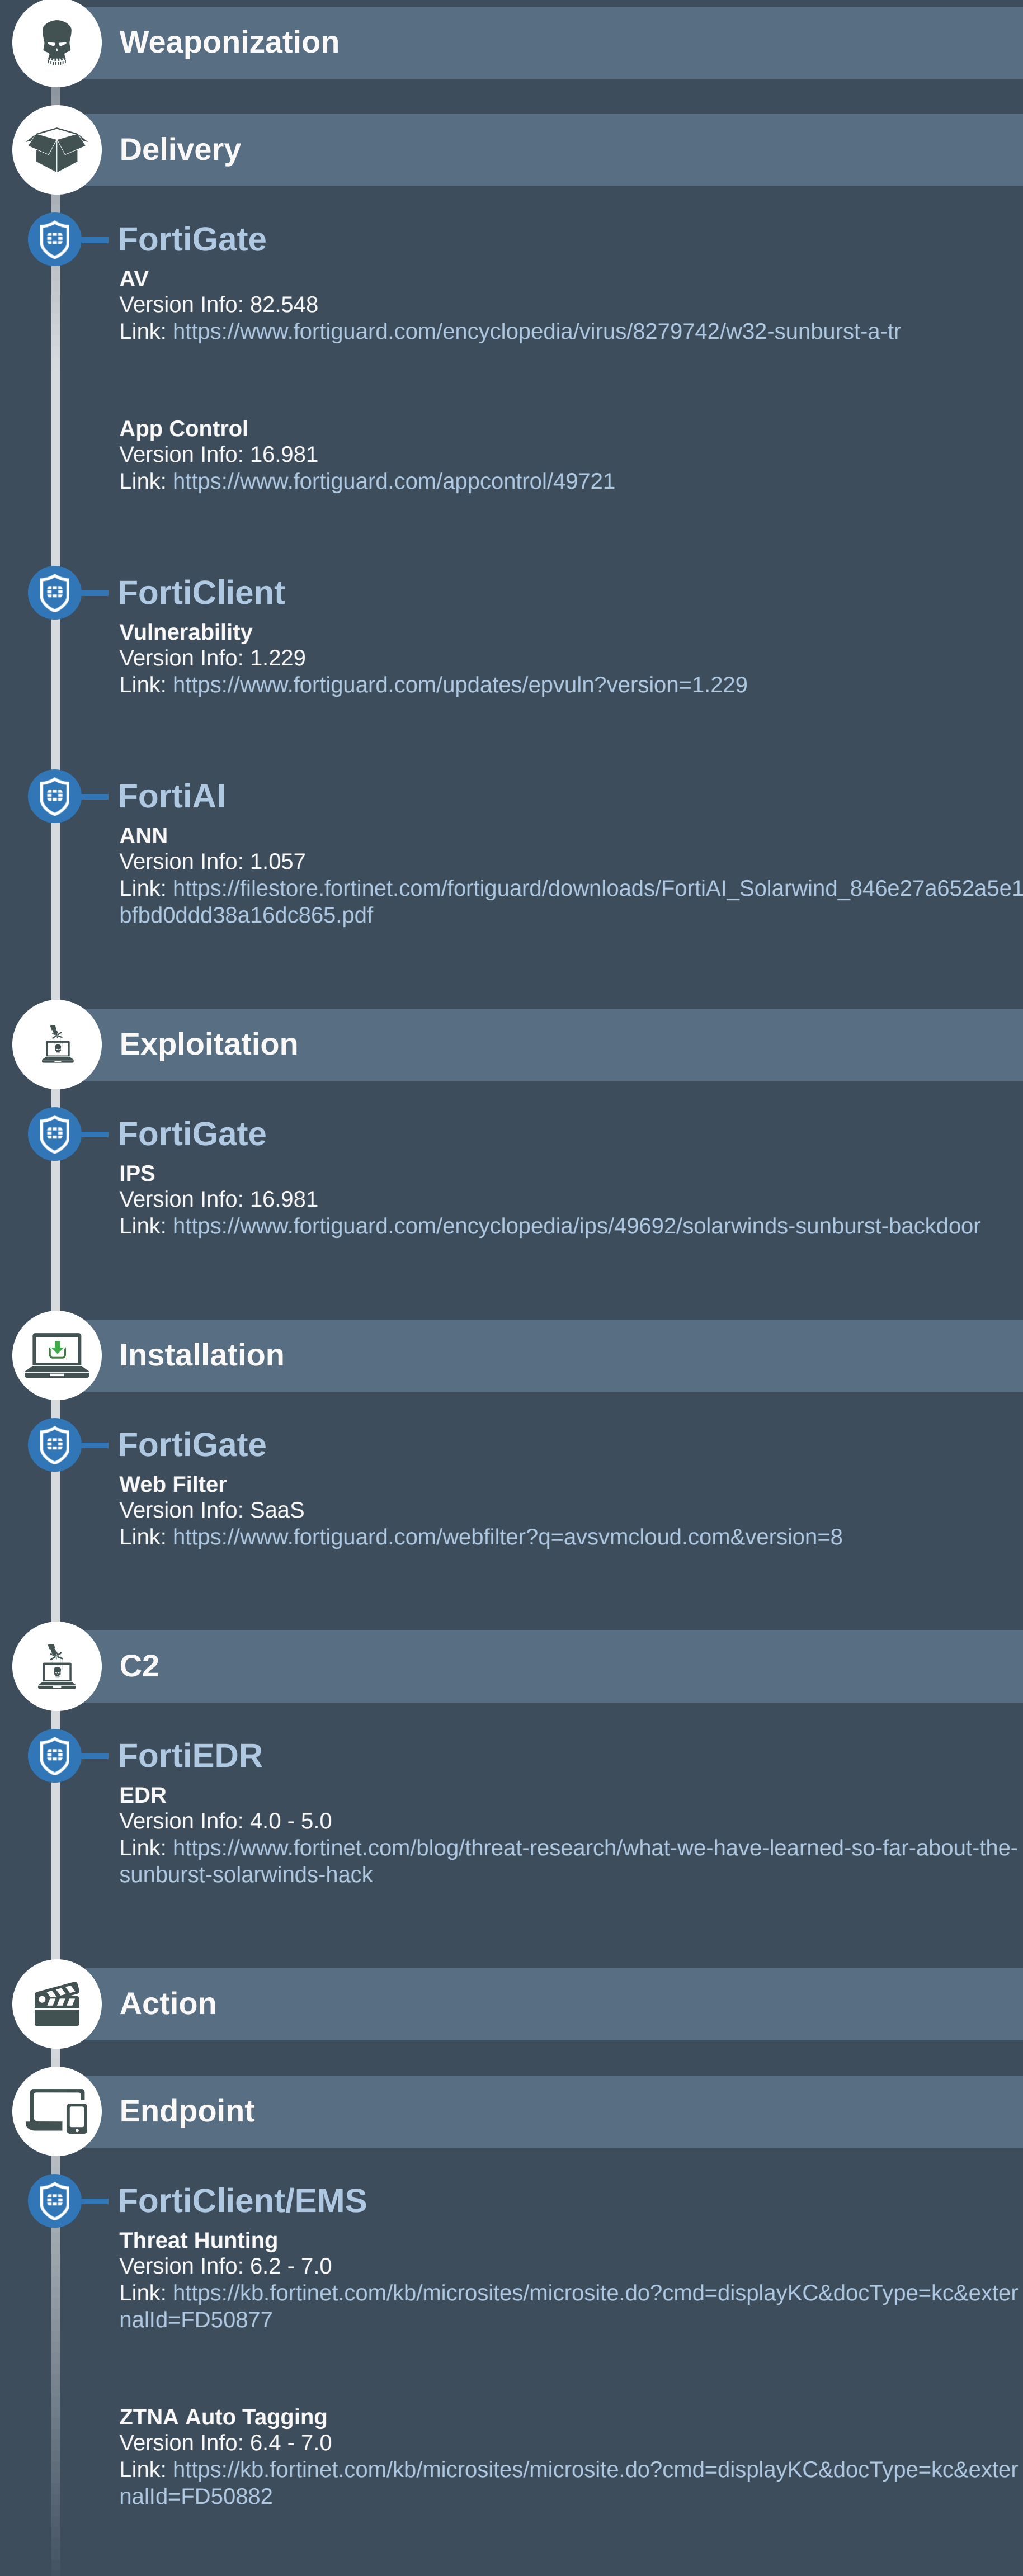 Weaponization
Delivery
FortiGate
AV
Version Info: 82.548
Link: https://www.fortiguard.com/encyclopedia/virus/8279742/w32-sunburst-a-tr
App Control
Version Info: 16.981
Link: https://www.fortiguard.com/appcontrol/49721
FortiClient
Vulnerability
Version Info: 1.229
Link: https://www.fortiguard.com/updates/epvuln?version=1.229
FortiAI
ANN
Version Info: 1.057
Link: https://filestore.fortinet.com/fortiguard/downloads/FortiAI_Solarwind_846e27a652a5e1
bfbd0ddd38a16dc865.pdf
Exploitation
FortiGate
IPS
Version Info: 16.981
Link: https://www.fortiguard.com/encyclopedia/ips/49692/solarwinds-sunburst-backdoor
Installation
FortiGate
Web Filter
Version Info: SaaS
Link: https://www.fortiguard.com/webfilter?q=avsvmcloud.com&version=8
C2
FortiEDR
EDR
Version Info: 4.0 - 5.0
Link: https://www.fortinet.com/blog/threat-research/what-we-have-learned-so-far-about-the-
sunburst-solarwinds-hack
Action
Endpoint
FortiClient/EMS
Threat Hunting
Version Info: 6.2 - 7.0
Link: https://kb.fortinet.com/kb/microsites/microsite.do?cmd=displayKC&docType=kc&exter
nalId=FD50877
ZTNA Auto Tagging
Version Info: 6.4 - 7.0
Link: https://kb.fortinet.com/kb/microsites/microsite.do?cmd=displayKC&docType=kc&exter
nalId=FD50882